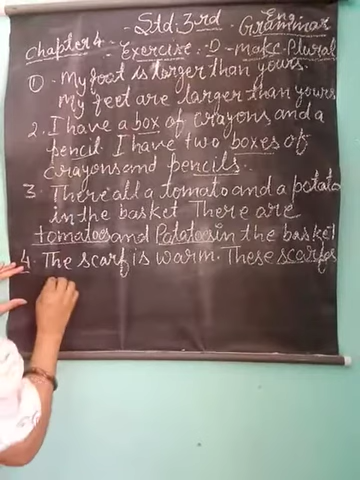 Std: 3rd. Eng
Grammar
Chapter 4 - Exercise: D - make Plural
① - My foot is larger than yours.
My feet are larger than yours
2. I have a box of crayons and a
pencil. I have two boxes of
crayons and pencils.
3. There all a tomato and a potato
in the basket There are
tomatoos and Patatoos in the basket
4. The scarf is warm. These scarfes